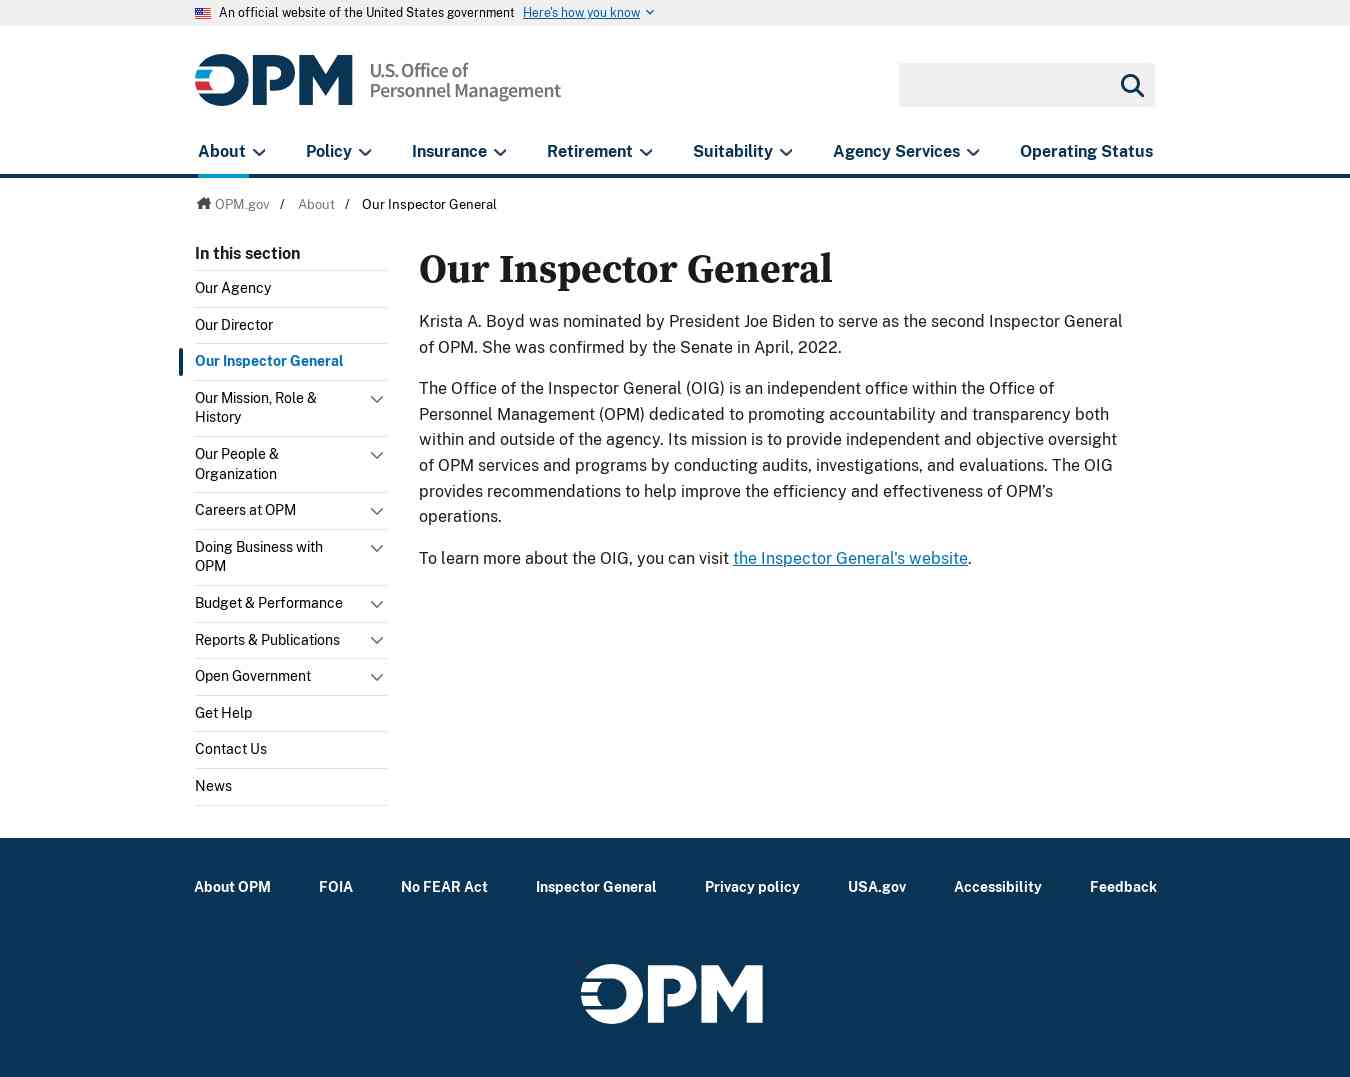 An official website of the United States government Here's how you know
OPM U.S. Office of
Personnel Management
About Policy Insurance Retirement Suitability Agency Services Operating Status
OPM.gov / About / Our Inspector General
In this section
Our Agency
Our Director
Our Inspector General
Our Mission, Role &
History
Our People &
Organization
Careers at OPM
Doing Business with
OPM
Budget & Performance
Reports & Publications
Open Government
Get Help
Contact Us
News
Our Inspector General
Krista A. Boyd was nominated by President Joe Biden to serve as the second Inspector General
of OPM. She was confirmed by the Senate in April, 2022.
The Office of the Inspector General (OIG) is an independent office within the Office of
Personnel Management (OPM) dedicated to promoting accountability and transparency both
within and outside of the agency. Its mission is to provide independent and objective oversight
of OPM services and programs by conducting audits, investigations, and evaluations. The OIG
provides recommendations to help improve the efficiency and effectiveness of OPM’s
operations.
To learn more about the OIG, you can visit the Inspector General's website.
About OPM FOIA No FEAR Act Inspector General Privacy policy USA.gov Accessibility Feedback
OPM